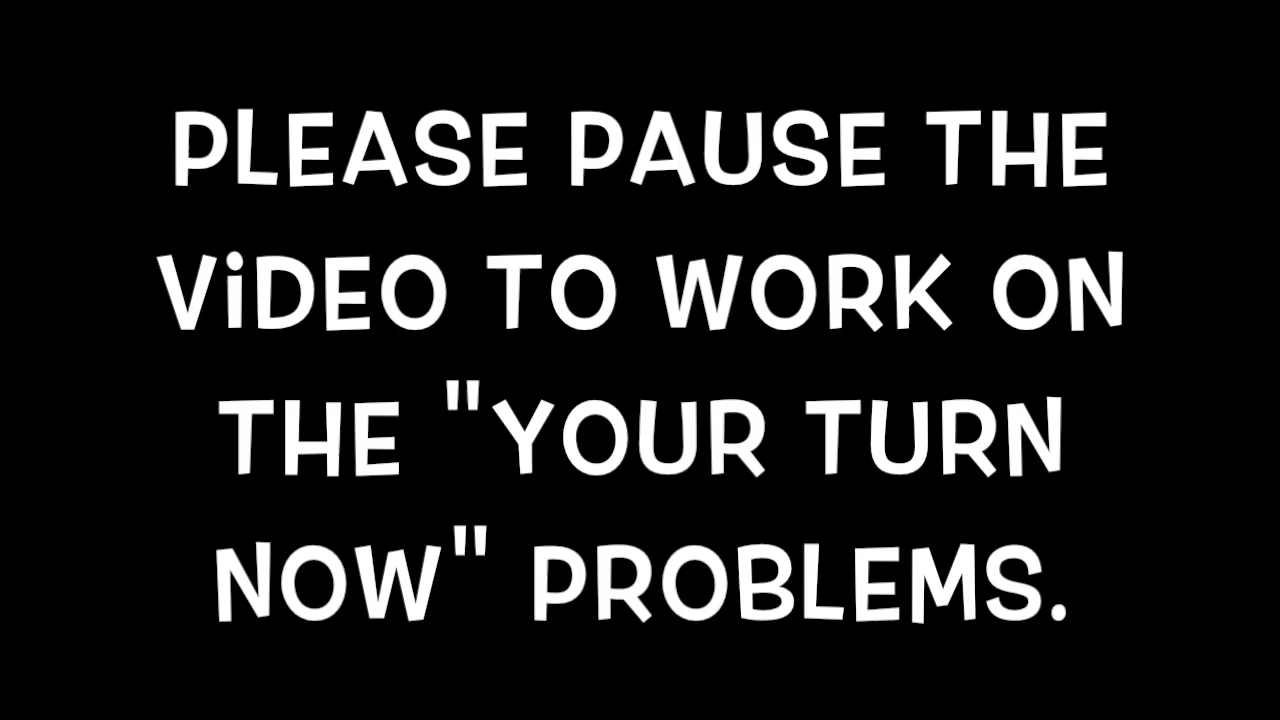 PLEASE PAUSE THE
ViDEO TO WORK ON
THE "YOUR TURN
NOW" PROBLEMS.